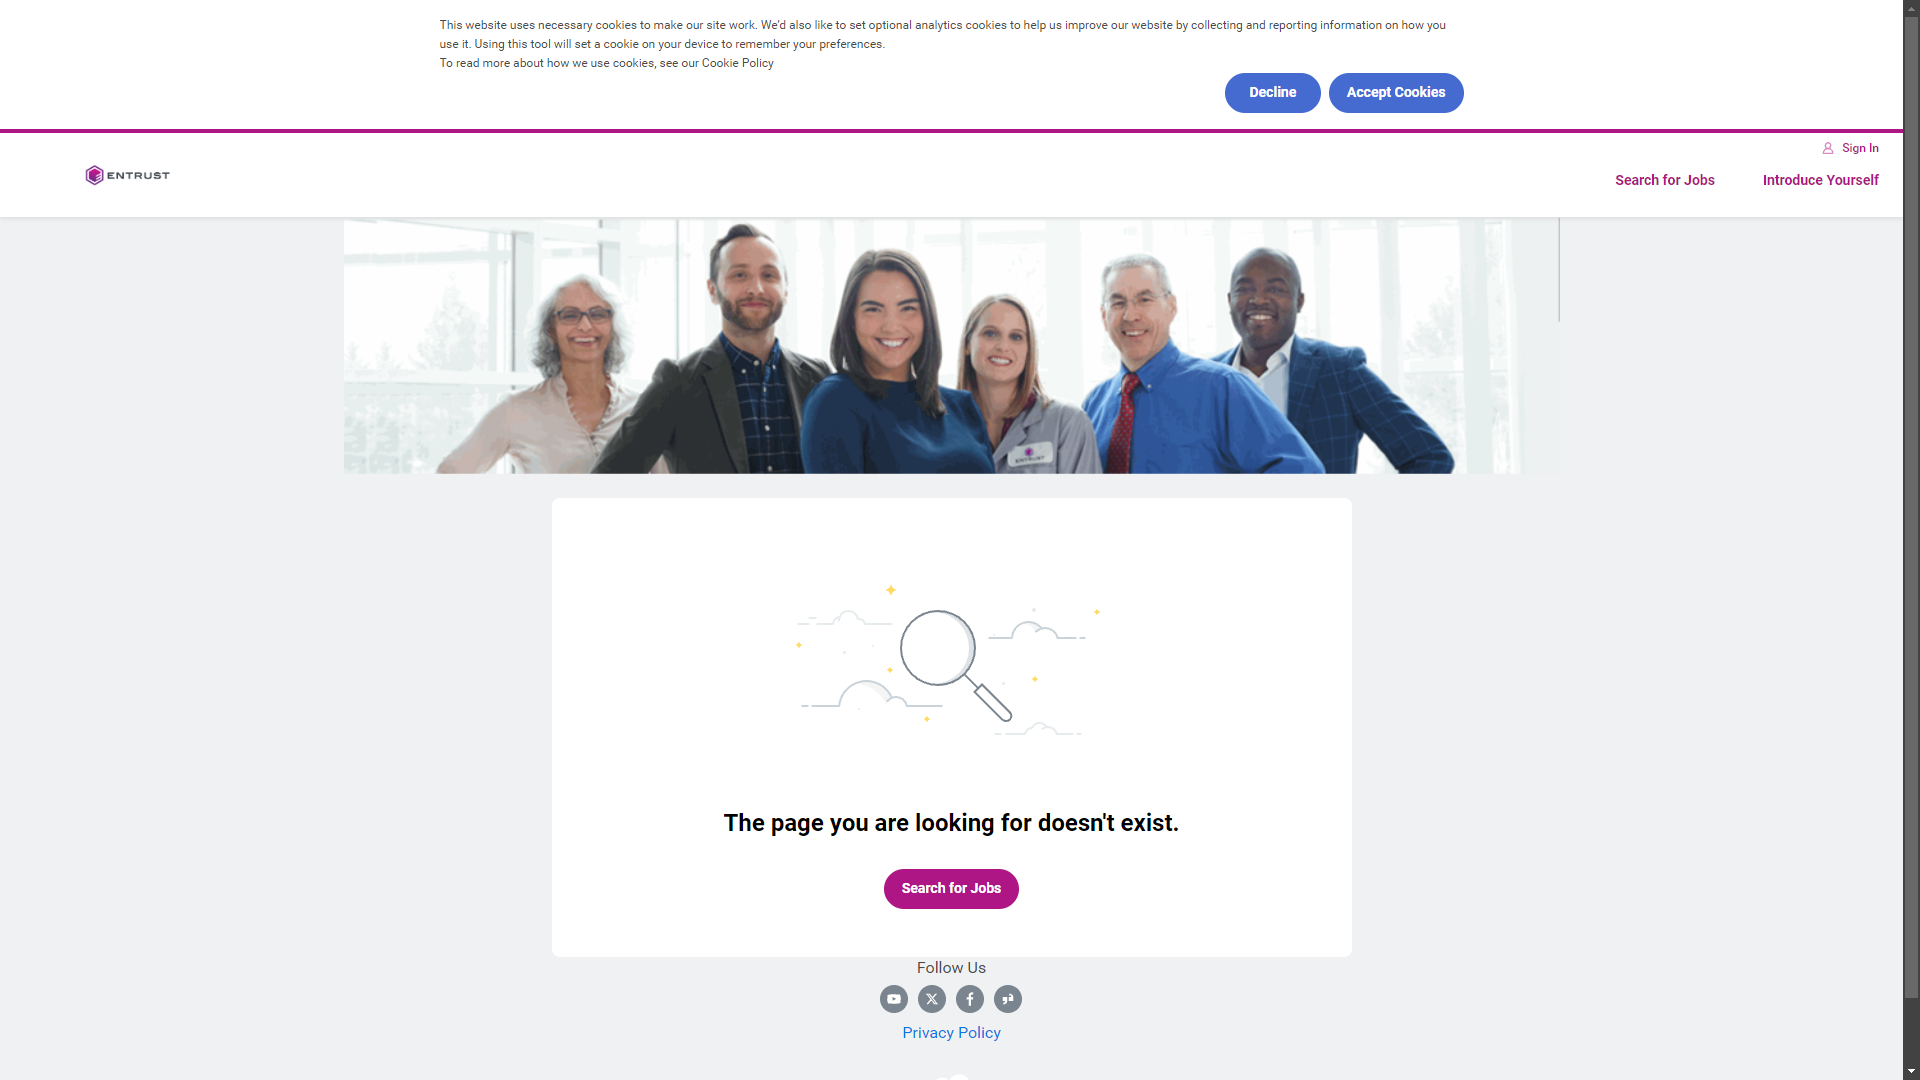 This website uses necessary cookies to make our site work. We'd also like to set optional analytics cookies to help us improve our website by collecting and reporting information on how you
use it. Using this tool will set a cookie on your device to remember your preferences.
To read more about how we use cookies, see our Cookie Policy
Decline
Accept Cookies
Sign In
ENTRUST
Search for Jobs
Introduce Yourself
ENTRUST
The page you are looking for doesn't exist.
Search for Jobs
Follow Us
Privacy Policy